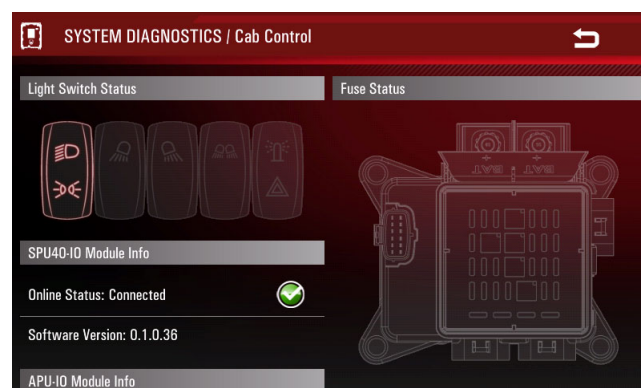 SYSTEM DIAGNOSTICS / Cab Control
Light Switch Status
Fuse Status
BAT
BAT
SPU40-IO Module Info
Online Status: Connected
Software Version: 0.1.0.36
APU-IO Module Info